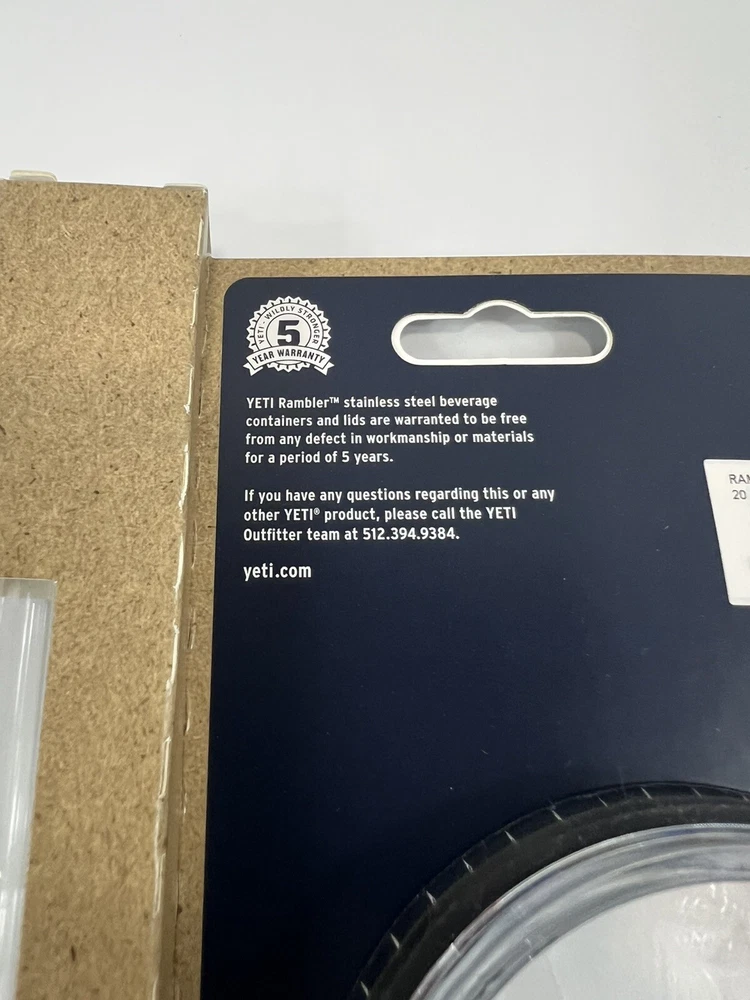 YETI · WILDLY STRONGER
5
YEAR WARRANTY
YETI Rambler™ stainless steel beverage
containers and lids are warranted to be free
from any defect in workmanship or materials
for a period of 5 years.
If you have any questions regarding this or any
other YETI® product, please call the YETI
Outfitter team at 512.394.9384.
yeti.com
RAM
20